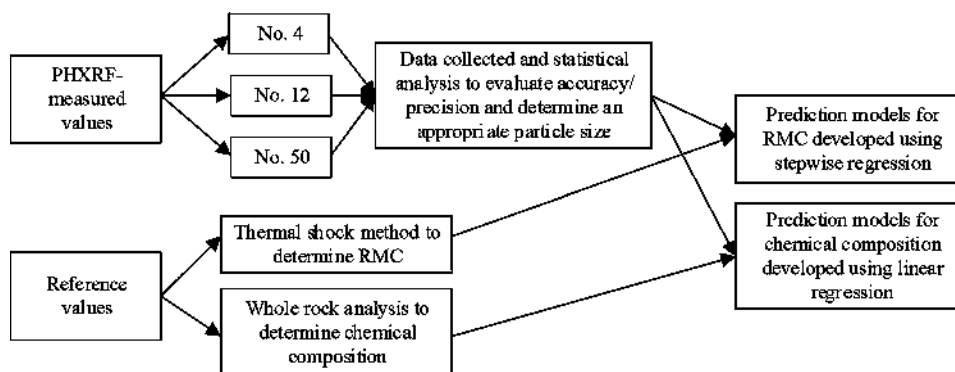 PHXRF-
measured
values
No. 4
No. 12
No. 50
Data collected and statistical
analysis to evaluate accuracy/
precision and determine an
appropriate particle size
Prediction models for
RMC developed using
stepwise regression
Reference
values
Thermal shock method to
determine RMC
Whole rock analysis to
determine chemical
composition
Prediction models for
chemical composition
developed using linear
regression